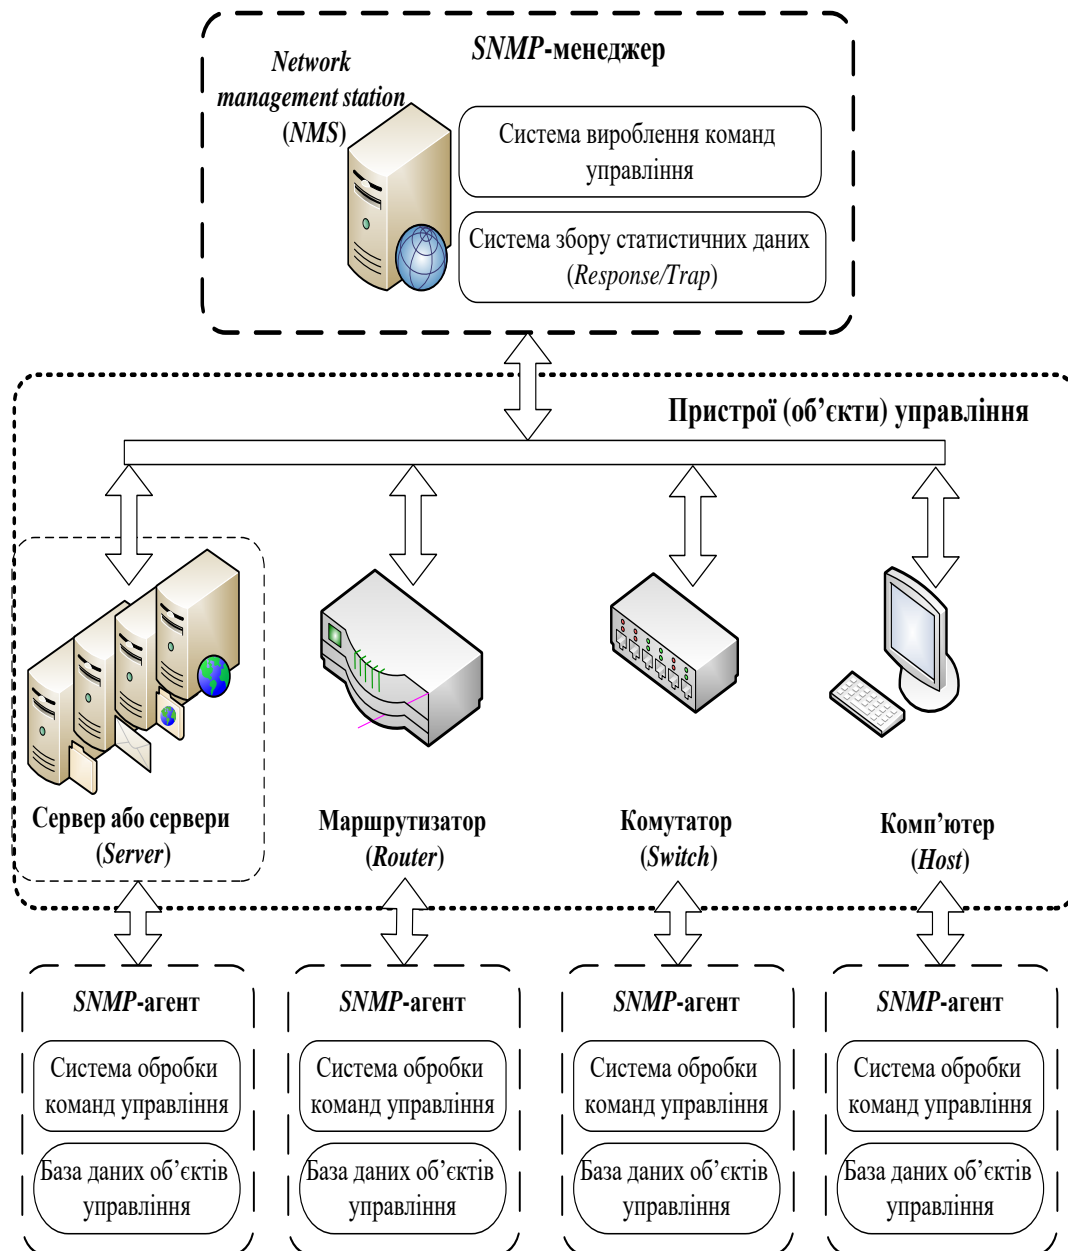 SNMP-менеджер
Network
management station
(NMS)
Система вироблення команд
управління
Система збору статистичних даних
(Response/Trap)
Пристрої (об’єкти) управління
Сервер або сервери
(Server)
Маршрутизатор
(Router)
Комутатор
(Switch)
Комп’ютер
(Host)
SNMP-агент
Система обробки
команд управління
База даних об’єктів
управління
SNMP-агент
Система обробки
команд управління
База даних об’єктів
управління
SNMP-агент
Система обробки
команд управління
База даних об’єктів
управління
SNMP-агент
Система обробки
команд управління
База даних об’єктів
управління